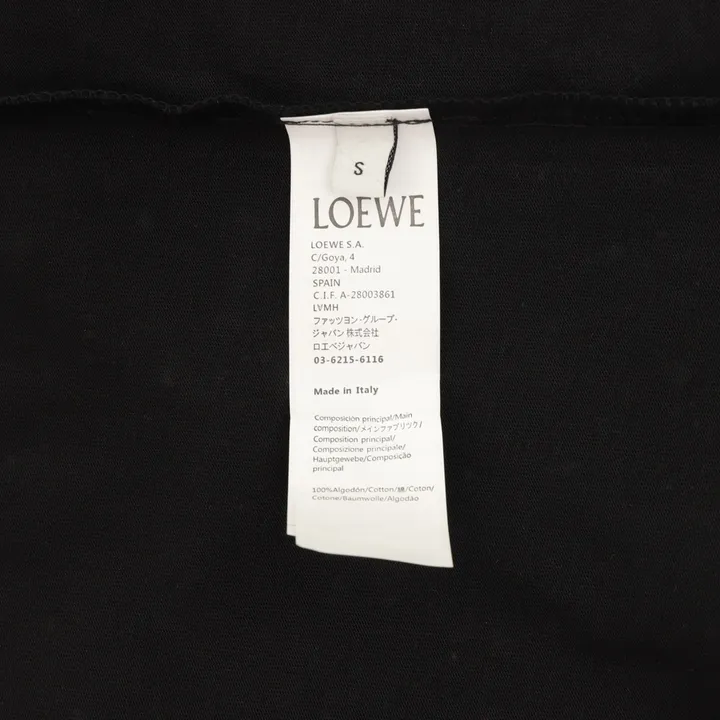 S
LOEWE
LOEWE S.A.
C/Goya, 4
28001 - Madrid
SPAIN
C.I.F. A-28003861
LVMH
ファッツヨン·グループ·
ジャパン株式会社
ロエベジャパン
03-6215-6116
Made in Italy
Composición principal/Main
composition/メインファブリック/
Composition principal/
Composizione principale/
Hauptgewebe/Composição
principal
100%Algodón/Cotton/綿/Coton/
Cotone/Baumwolle/Algodão